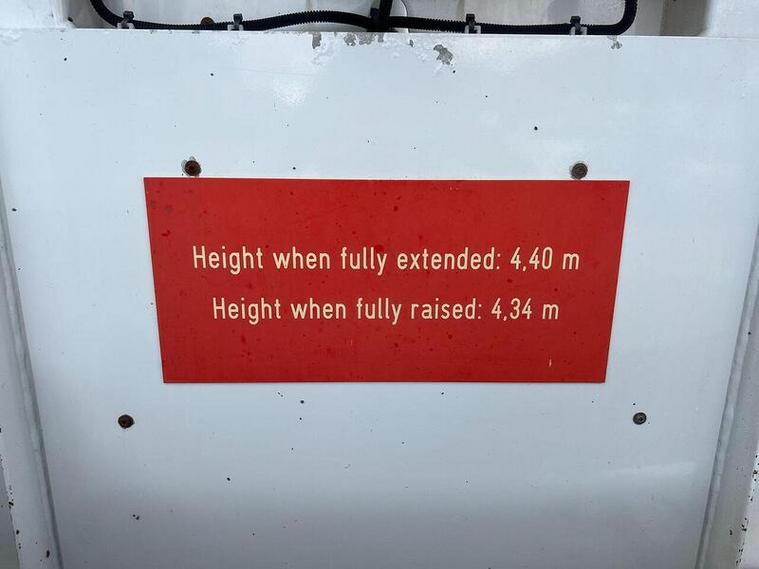 Height when fully extended: 4,40 m
Height when fully raised: 4,34 m